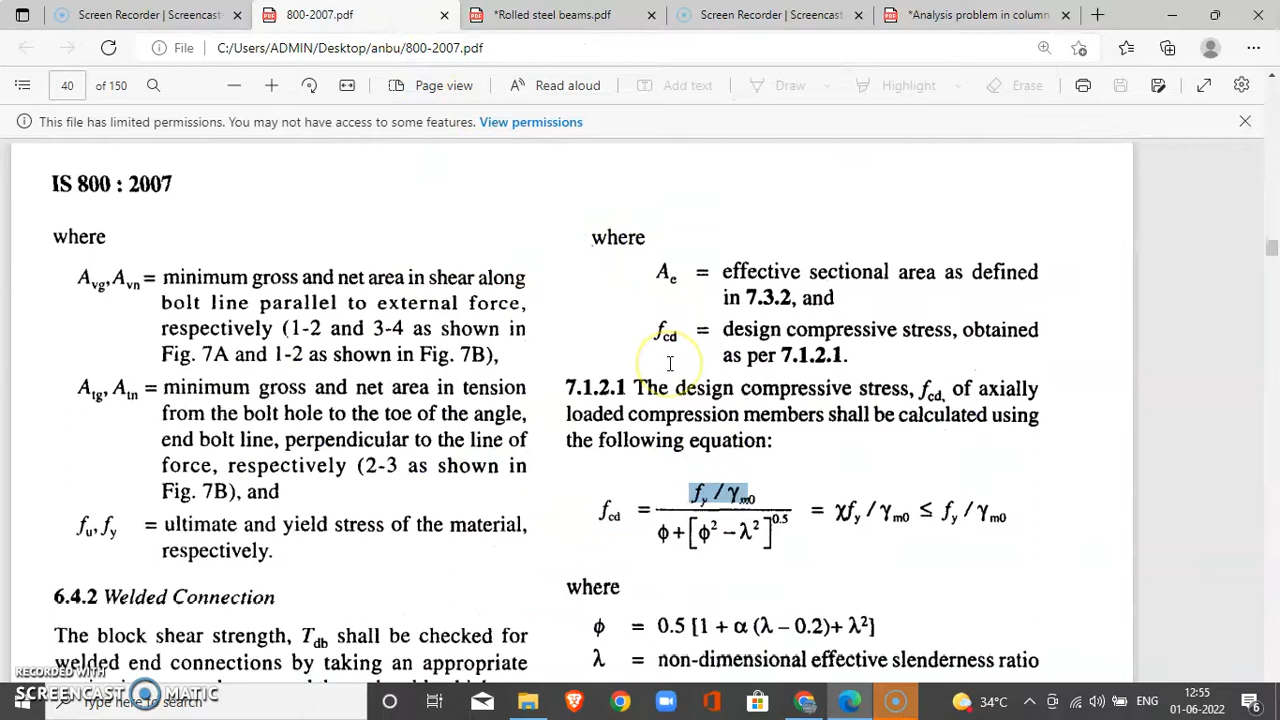 Screen Recorder | Screencast-
800-2007.pdf
*Rolled steel beams.pdf
Screen Recorder | Screencast
*Analysis problem in column
File
C:/Users/ADMIN/Desktop/anbu/800-2007.pdf
40
of 150
Page view
Read aloud
Add text
Draw
Highlight
Erase
This file has limited permissions. You may not have access to some features. View permissions
IS 800 : 2007
where
Avg, Avn = minimum gross and net area in shear along
bolt line parallel to external force,
respectively (1-2 and 3-4 as shown in
Fig. 7A and 1-2 as shown in Fig. 7B),
Atg, Atn = minimum gross and net area in tension
from the bolt hole to the toe of the angle,
end bolt line, perpendicular to the line of
force, respectively (2-3 as shown in
Fig. 7B), and
fu, fy = ultimate and yield stress of the material,
respectively.
6.4.2 Welded Connection
The block shear strength, Tdb shall be checked for
welded end connections by taking an appropriate
where
Ae = effective sectional area as defined
in 7.3.2, and
fcd = design compressive stress, obtained
as per 7.1.2.1.
7.1.2.1 The design compressive stress, fcd, of axially
loaded compression members shall be calculated using
the following equation:
fcd = (fy / γm0) / (ϕ + [ϕ² − λ²]^0.5) = χfy / γm0 ≤ fy / γm0
where
ϕ = 0.5 [1 + α (λ – 0.2)+ λ²]
λ = non-dimensional effective slenderness ratio
RECORDED WITH
SCREENCAST MATIC
here to search
34°C
ENG
12:55
01-06-2022
6